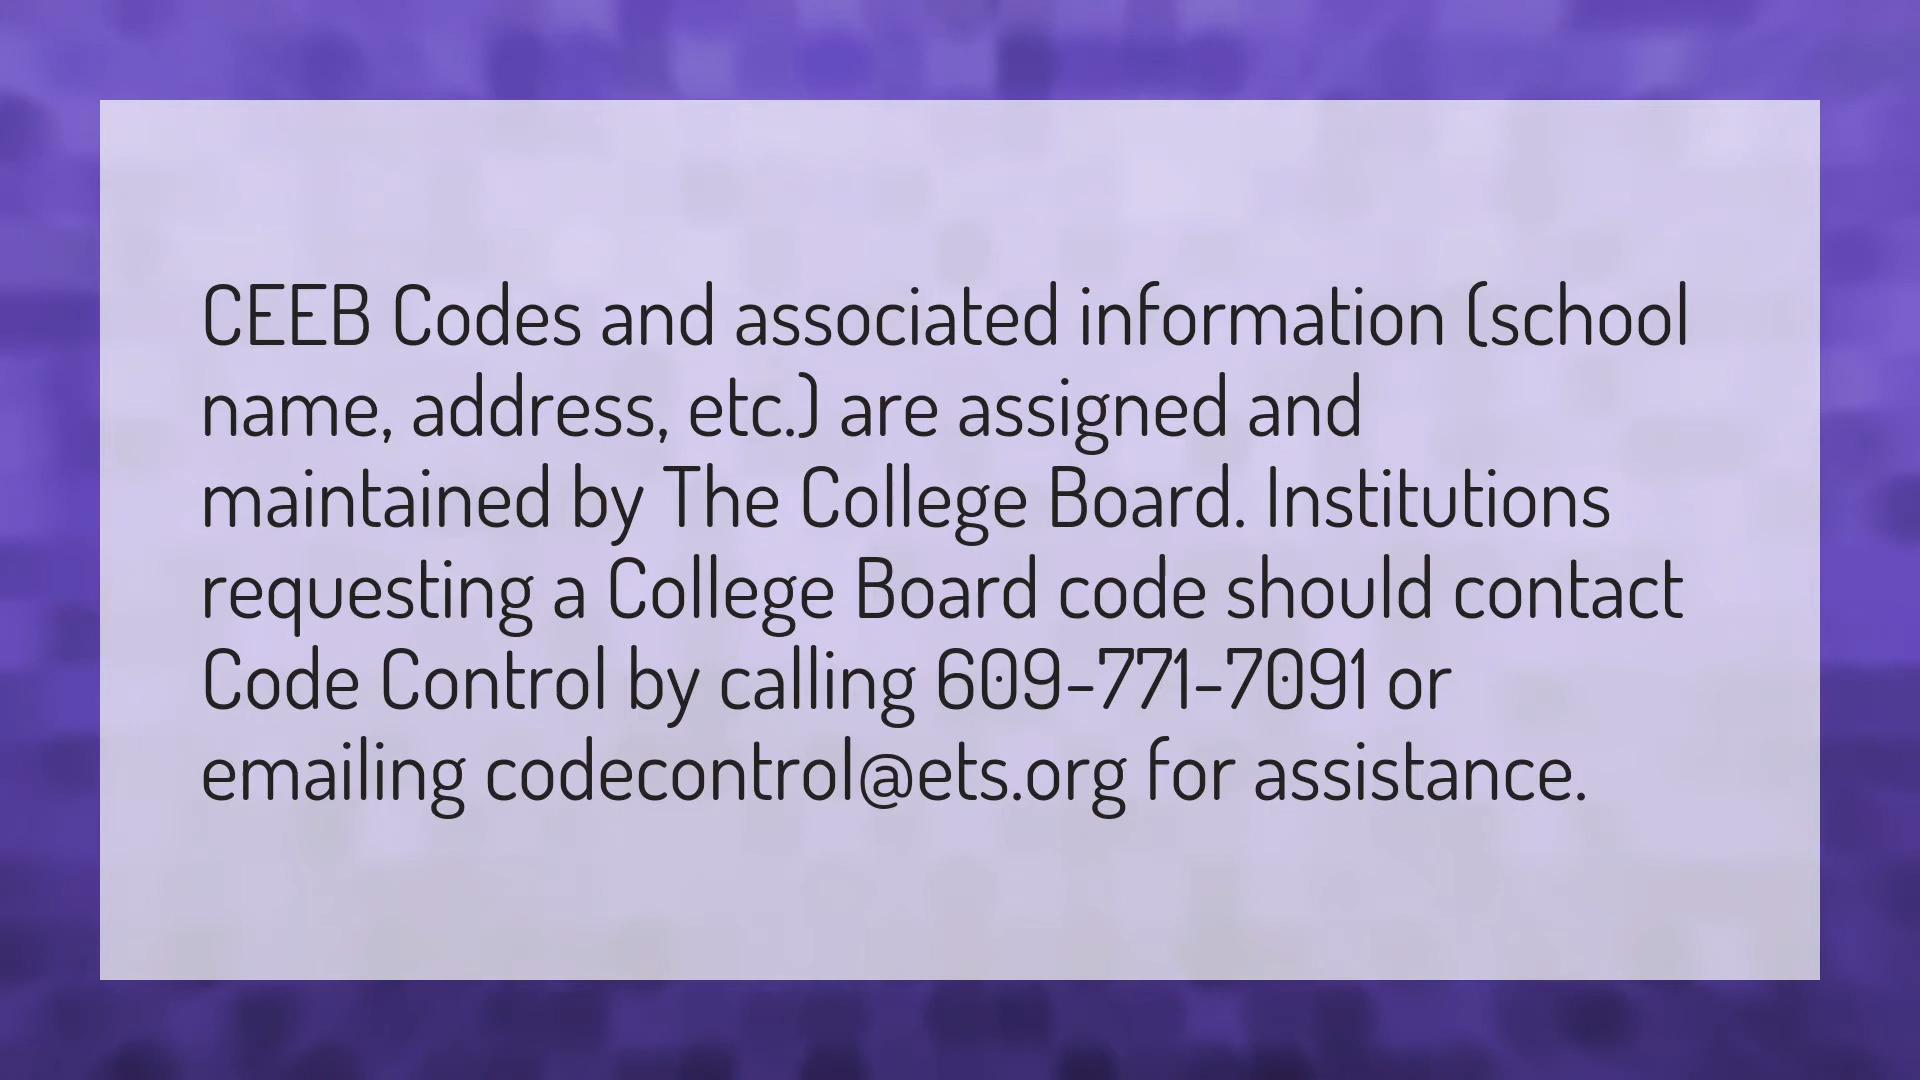 CEEB Codes and associated information (school
name, address, etc.) are assigned and
maintained by The College Board. Institutions
requesting a College Board code should contact
Code Control by calling 609-771-7091 or
emailing codecontrol@ets.org for assistance.